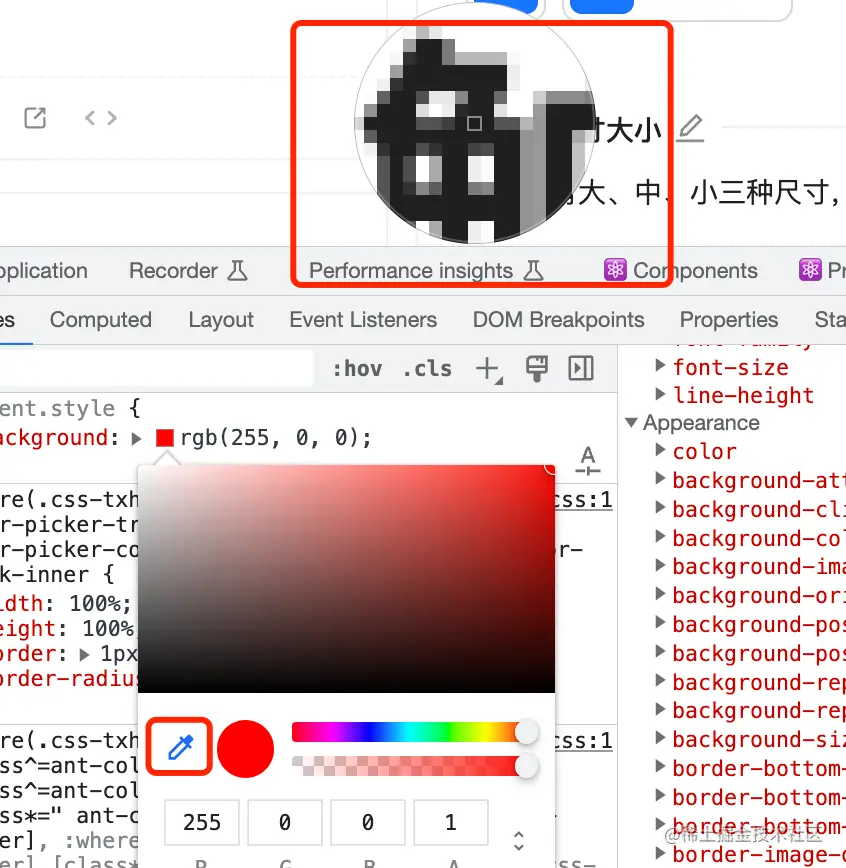 寸大小
大、中、小三种尺寸,
pplication
Recorder
Performance insights
Components
Pr
es
Computed
Layout
Event Listeners
DOM Breakpoints
Properties
Sta
:hov .cls
ent.style {
ackground: rgb(255, 0, 0);
A
re(.css-txh
css:1
r-picker-tr
r-picker-co
or-
k-inner {
idth: 100%;
eight: 100%
order: 1px
order-radius
re(.css-txh
css:1
ss^=ant-col
ss^=ant-col
ss*=" ant-c
er], :where
er] [class*
css-
255
0
0
1
R
G
B
A
font-family
font-size
line-height
Appearance
color
background-att
background-cli
background-col
background-ima
background-ori
background-pos
background-pos
background-rep
background-rep
background-siz
border-bottom-
border-bottom-
border-bottom-
border-image-o
@稀土掘金技术社区